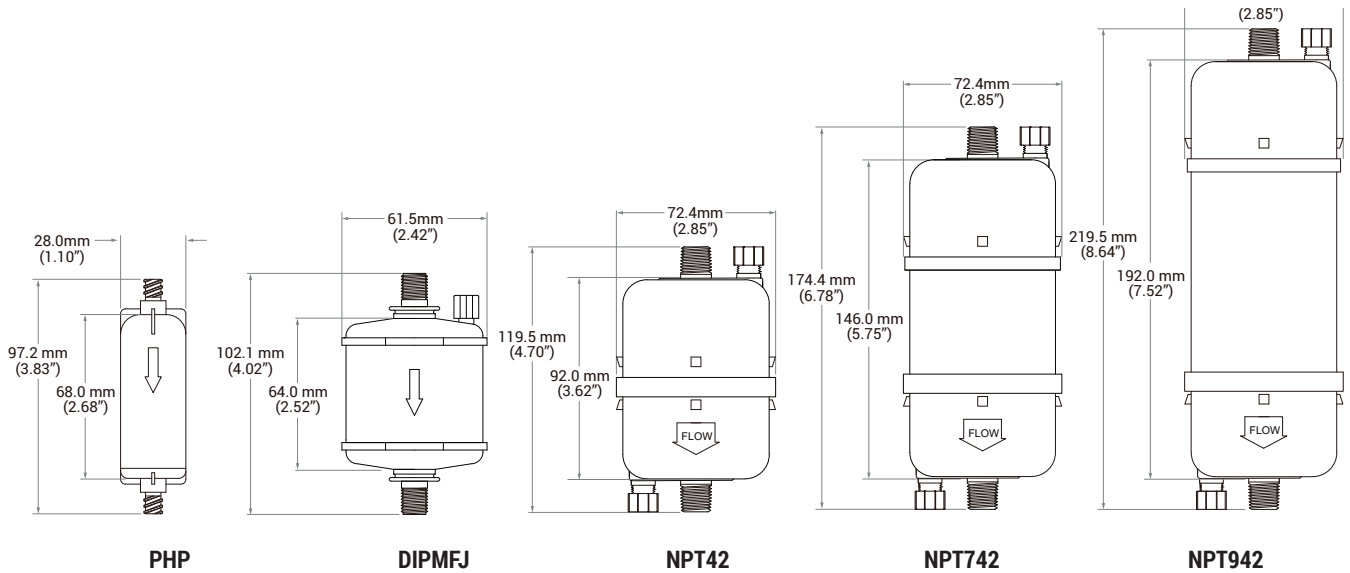 28.0mm
(1.10”)
97.2 mm
(3.83”)
68.0 mm
(2.68”)
PHP
61.5mm
(2.42”)
102.1 mm
(4.02”)
64.0 mm
(2.52”)
DIPMFJ
72.4mm
(2.85”)
119.5 mm
(4.70”)
92.0 mm
(3.62”)
FLOW
NPT42
72.4mm
(2.85”)
174.4 mm
(6.78”)
146.0 mm
(5.75”)
FLOW
NPT742
(2.85”)
219.5 mm
(8.64”)
192.0 mm
(7.52”)
FLOW
NPT942